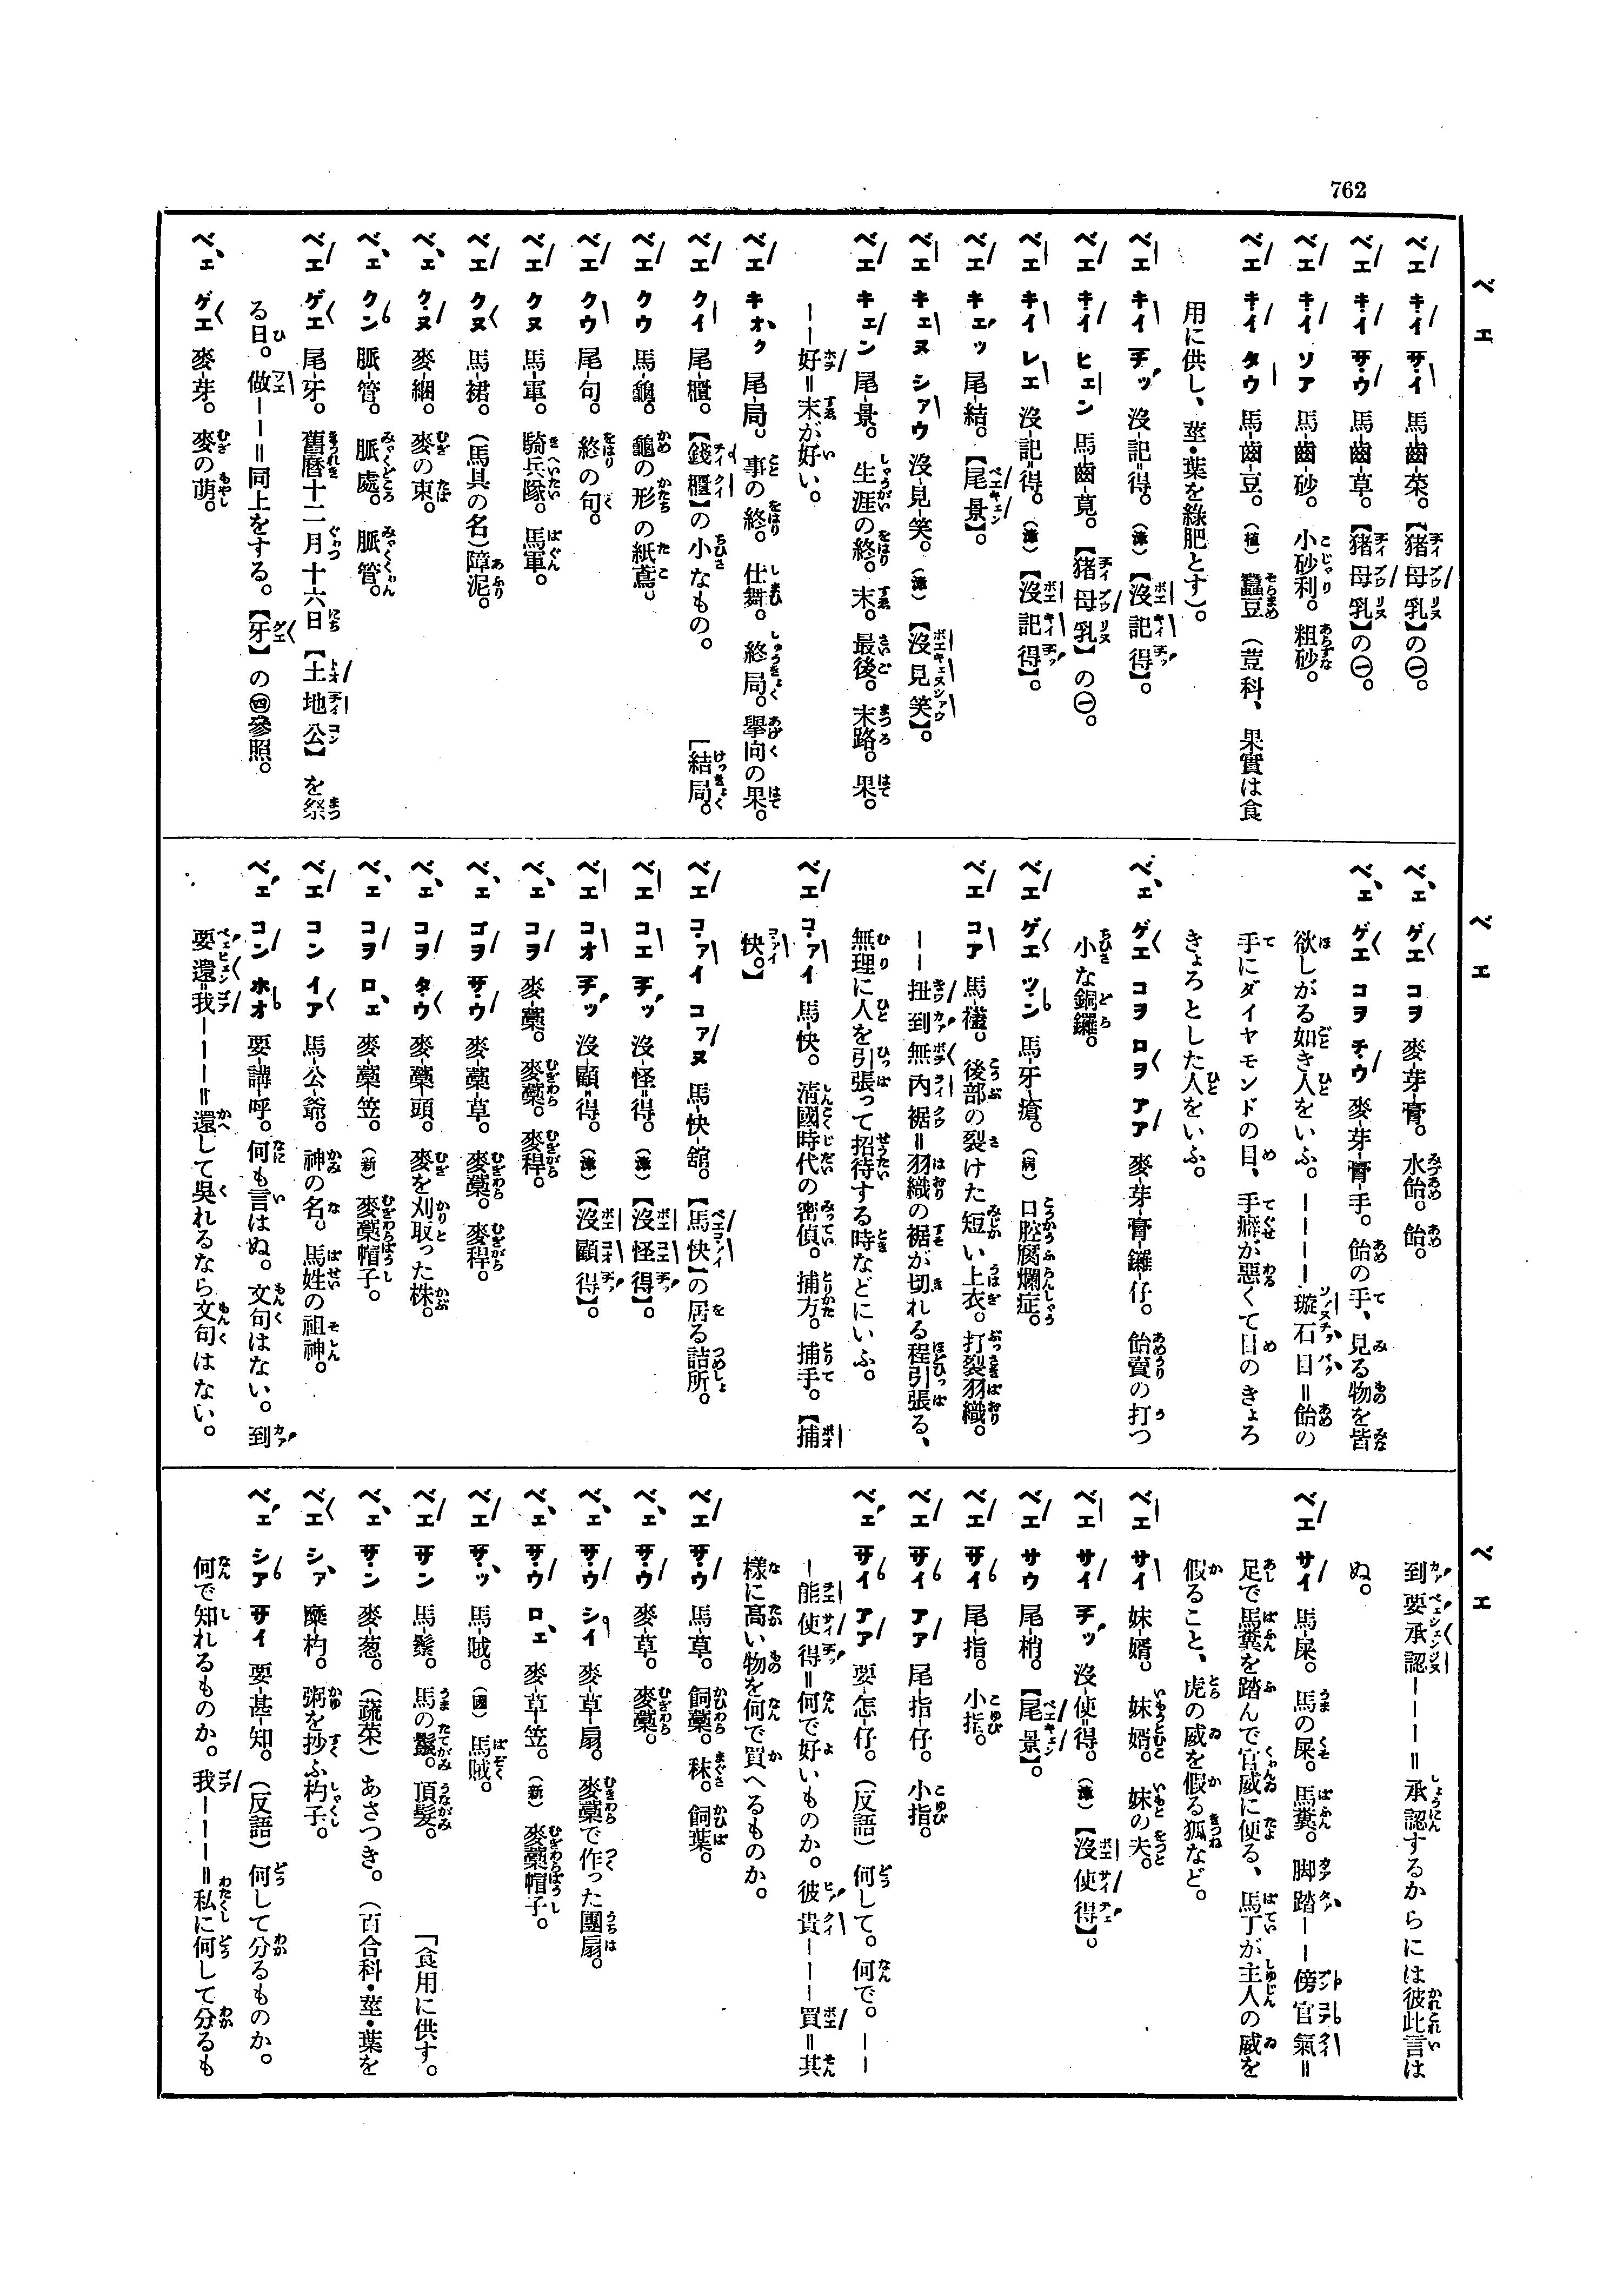 762
ベエ
ベエ キイ サイ 馬-齒-菜。【猪母乳】の㊀。
ベエ キイ サウ 馬-齒-草。【猪母乳】の㊀。
ベエ キイ ソア 馬-齒-砂。小砂利。粗砂。
ベエ キイ タウ 馬-齒-豆。(植)蠶豆（荳科、果實は食
用に供し、莖・葉を綠肥とす）。
ベエ キイ チッ 沒-記=得。(漳)【沒記得】。
ベエ キイ ヒェン 馬-齒-莧。【猪母乳】の㊀。
ベエ キイ レエ 沒-記=得。(漳)【沒記得】。
ベエ キェッ 尾-結。【尾景】。
ベエ キェヌ シァウ 沒-見-笑。(漳)【沒見笑】。
ベエ キェン 尾-景。生涯の終。末。最後。末路。果。
——好=末が好い。
ベエ キオク 尾-局。事の終。仕舞。終局。擧向の果。
［結局。
ベエ クイ 尾-櫃。【錢櫃】の小なもの。
ベエ クウ 馬-龜。龜の形の紙鳶。
ベエ クウ 尾-句。終の句。
ベエ クヌ 馬-軍。騎兵隊。馬軍。
ベエ クヌ 馬-裙。（馬具の名）障泥。
ベェ クヌ 麥-綑。麥の束。
ベェ クン 脈-管。脈處。脈管。
ベエ ゲエ 尾-牙。舊曆十二月十六日【土地公】を祭
る日。做——=同上をする。【牙】の㊃參照。
ベェ ゲエ 麥-芽。麥の萌。
ベエ
ベェ ゲエ コヲ 麥-芽-膏。水飴。飴。
ベェ ゲエ コヲ チウ 麥-芽-膏-手。飴の手、見る物を皆
欲しがる如き人をいふ。————璇石目=飴の
手にダイヤモンドの目、手癖が惡くて目のきょろ
きょろとした人をいふ。
ベェ ゲエ コヲ ロヲ アア 麥-芽-膏-鑼-仔。飴賣の打つ
小な銅鑼。
ベエ ゲエ ツン 馬-牙-瘡。(病)口腔腐爛症。
ベエ コア 馬-褂。後部の裂けた短い上衣。打裂羽織。
——扭到無內裾=羽織の裾が切れる程引張る、
無理に人を引張って招待する時などにいふ。
ベエ コァイ 馬-快。淸國時代の密偵。捕方。捕手。【捕
快。】
ベエ コァイ コァヌ 馬-快-舘。【馬快】の居る詰所。
ベエ コエ チッ 沒-怪=得。(漳)【沒怪得】。
ベエ コオ チッ 沒-顧=得。(漳)【沒顧得】。
ベェ コヲ 麥-藁。麥藁。麥稈。
ベェ ゴヲ サウ 麥-藁-草。麥藁。麥稈。
ベェ コヲ タウ 麥-藁-頭。麥を刈取った株。
ベェ コヲ ロェ 麥-藁-笠。(新)麥藁帽子。
ベエ コン イア 馬-公-爺。神の名。馬姓の祖神。
ベェ コン ホオ 要-講-呼。何も言はぬ。文句はない。到
要還=我———=還して吳れるなら文句はない。
ベエ
到要承認———=承認するからには彼此言は
ぬ。
ベエ サイ 馬-屎。馬の屎。馬糞。脚踏——傍官氣=
足で馬糞を踏んで官威に便る、馬丁が主人の威を
假ること、虎の威を假る狐など。
ベエ サイ 妹-婿。妹婿。妹の夫。
ベエ サイ チッ 沒-使=得。(漳)【沒使得】。
ベエ サウ 尾-梢。【尾景】。
ベエ サイ 尾-指。小指。
ベエ サイ アア 尾-指-仔。小指。
ベェ サイ アア 要-怎-仔。（反語）何して。何で。——
—能使得=何で好いものか。彼貴———買=其
樣に高い物を何で買へるものか。
ベエ サウ 馬-草。飼藁。秣。飼葉。
ベェ サウ 麥-草。麥藁。
ベェ サウ シイ 麥-草-扇。麥藁で作った團扇。
ベェ サウ ロェ 麥-草-笠。(新)麥藁帽子。
ベエ サッ 馬-賊。(國)馬賊。
ベエ サン 馬-鬃。馬の鬣。頂髮。
「食用に供す。
ベェ サン 麥-葱。（蔬菜）あさつき。（百合科・莖・葉を
ベエ シァ 糜-杓。粥を抄ふ杓子。
ベェ シア サイ 要-甚-知。（反語）何して分るものか。
何で知れるものか。我———=私に何して分るも